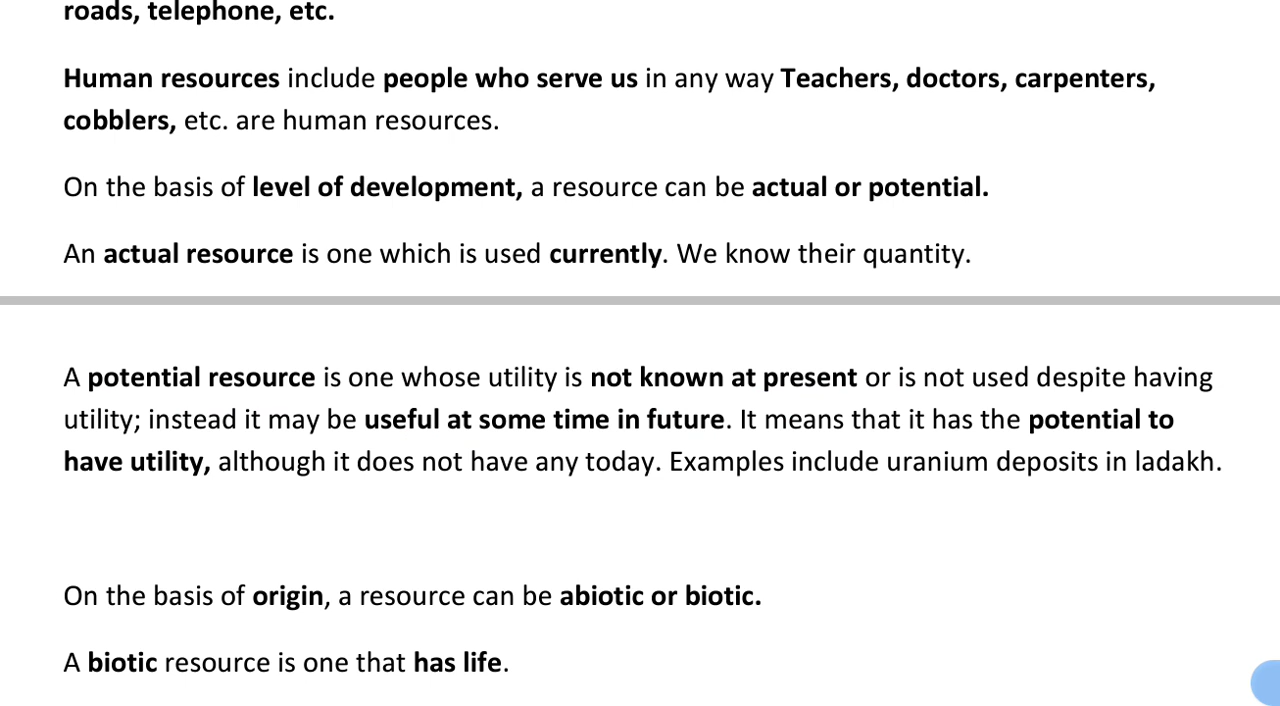 roads, telephone, etc.
Human resources include people who serve us in any way Teachers, doctors, carpenters,
cobblers, etc. are human resources.
On the basis of level of development, a resource can be actual or potential.
An actual resource is one which is used currently. We know their quantity.
A potential resource is one whose utility is not known at present or is not used despite having
utility; instead it may be useful at some time in future. It means that it has the potential to
have utility, although it does not have any today. Examples include uranium deposits in ladakh.
On the basis of origin, a resource can be abiotic or biotic.
A biotic resource is one that has life.